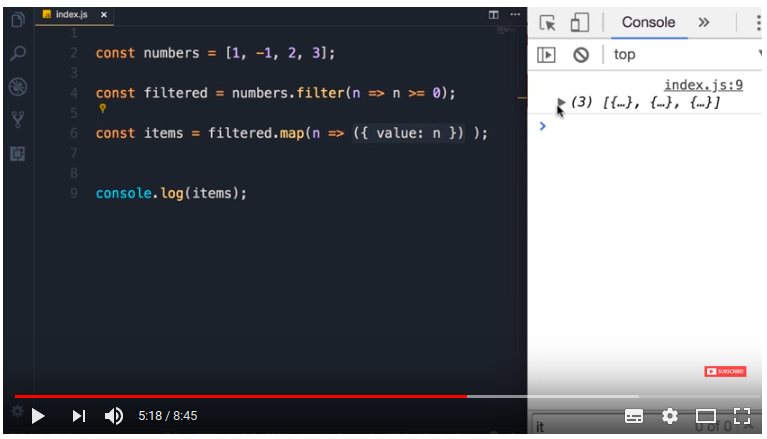 index.js ×
1
2 const numbers = [1, -1, 2, 3];
3
4 const filtered = numbers.filter(n => n >= 0);
5
6 const items = filtered.map(n => ({ value: n }) );
7
8
9 console.log(items);
Console »
top
index.js:9
(3) [{…}, {…}, {…}]
SUBSCRIBE
5:18 / 8:45
it
0 of 0